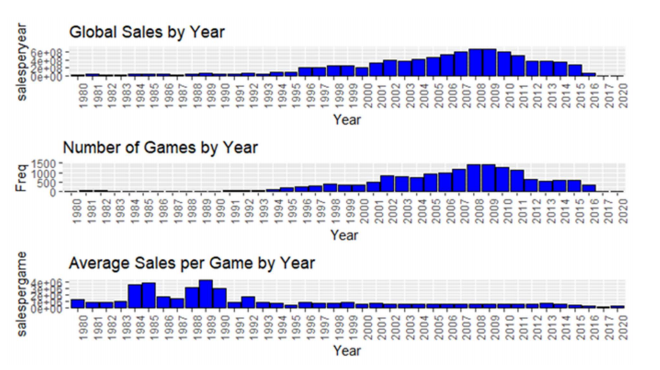 Global Sales by Year
salesperyear
6e+08
4e+08
2e+08
0e+00
1980 1981 1982 1983 1984 1985 1986 1987 1988 1989 1990 1991 1992 1993 1994 1995 1996 1997 1998 1999 2000 2001 2002 2003 2004 2005 2006 2007 2008 2009 2010 2011 2012 2013 2014 2015 2016 2017 2020
Year
Number of Games by Year
Freq
1500
1000
500
0
1980 1981 1982 1983 1984 1985 1986 1987 1988 1989 1990 1991 1992 1993 1994 1995 1996 1997 1998 1999 2000 2001 2002 2003 2004 2005 2006 2007 2008 2009 2010 2011 2012 2013 2014 2015 2016 2017 2020
Year
Average Sales per Game by Year
salespergame
4e+06
0e+00
1980 1981 1982 1983 1984 1985 1986 1987 1988 1989 1990 1991 1992 1993 1994 1995 1996 1997 1998 1999 2000 2001 2002 2003 2004 2005 2006 2007 2008 2009 2010 2011 2012 2013 2014 2015 2016 2017 2020
Year